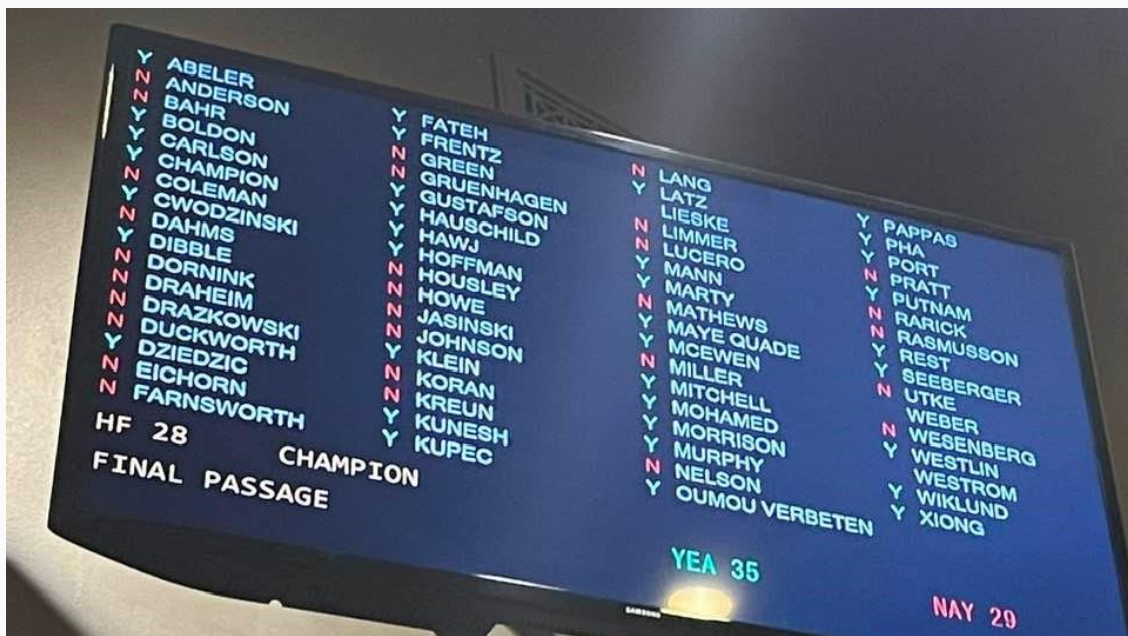 Y ABELER
N ANDERSON
N BAHR
Y BOLDON
Y CARLSON
Y CHAMPION
N COLEMAN
Y CWODZINSKI
N DAHMS
Y DIBBLE
N DORNINK
N DRAHEIM
N DRAZKOWSKI
N DUCKWORTH
Y DZIEDZIC
N EICHORN
N FARNSWORTH
Y FATEH
Y FRENTZ
N GREEN
N GRUENHAGEN
Y GUSTAFSON
Y HAUSCHILD
Y HAWJ
Y HOFFMAN
N HOUSLEY
N HOWE
N JASINSKI
N JOHNSON
Y KLEIN
N KORAN
N KREUN
Y KUNESH
Y KUPEC
N LANG
Y LATZ
LIESKE
N LIMMER
N LUCERO
Y MANN
Y MARTY
N MATHEWS
Y MAYE QUADE
Y MCEWEN
N MILLER
Y MITCHELL
Y MOHAMED
Y MORRISON
Y MURPHY
N NELSON
Y OUMOU VERBETEN
Y PAPPAS
Y PHA
Y PORT
N PRATT
Y PUTNAM
N RARICK
N RASMUSSON
Y REST
Y SEEBERGER
N UTKE
WEBER
N WESENBERG
Y WESTLIN
WESTROM
Y WIKLUND
Y XIONG
HF 28 CHAMPION
FINAL PASSAGE
YEA 35
NAY 29
SAMSUNG